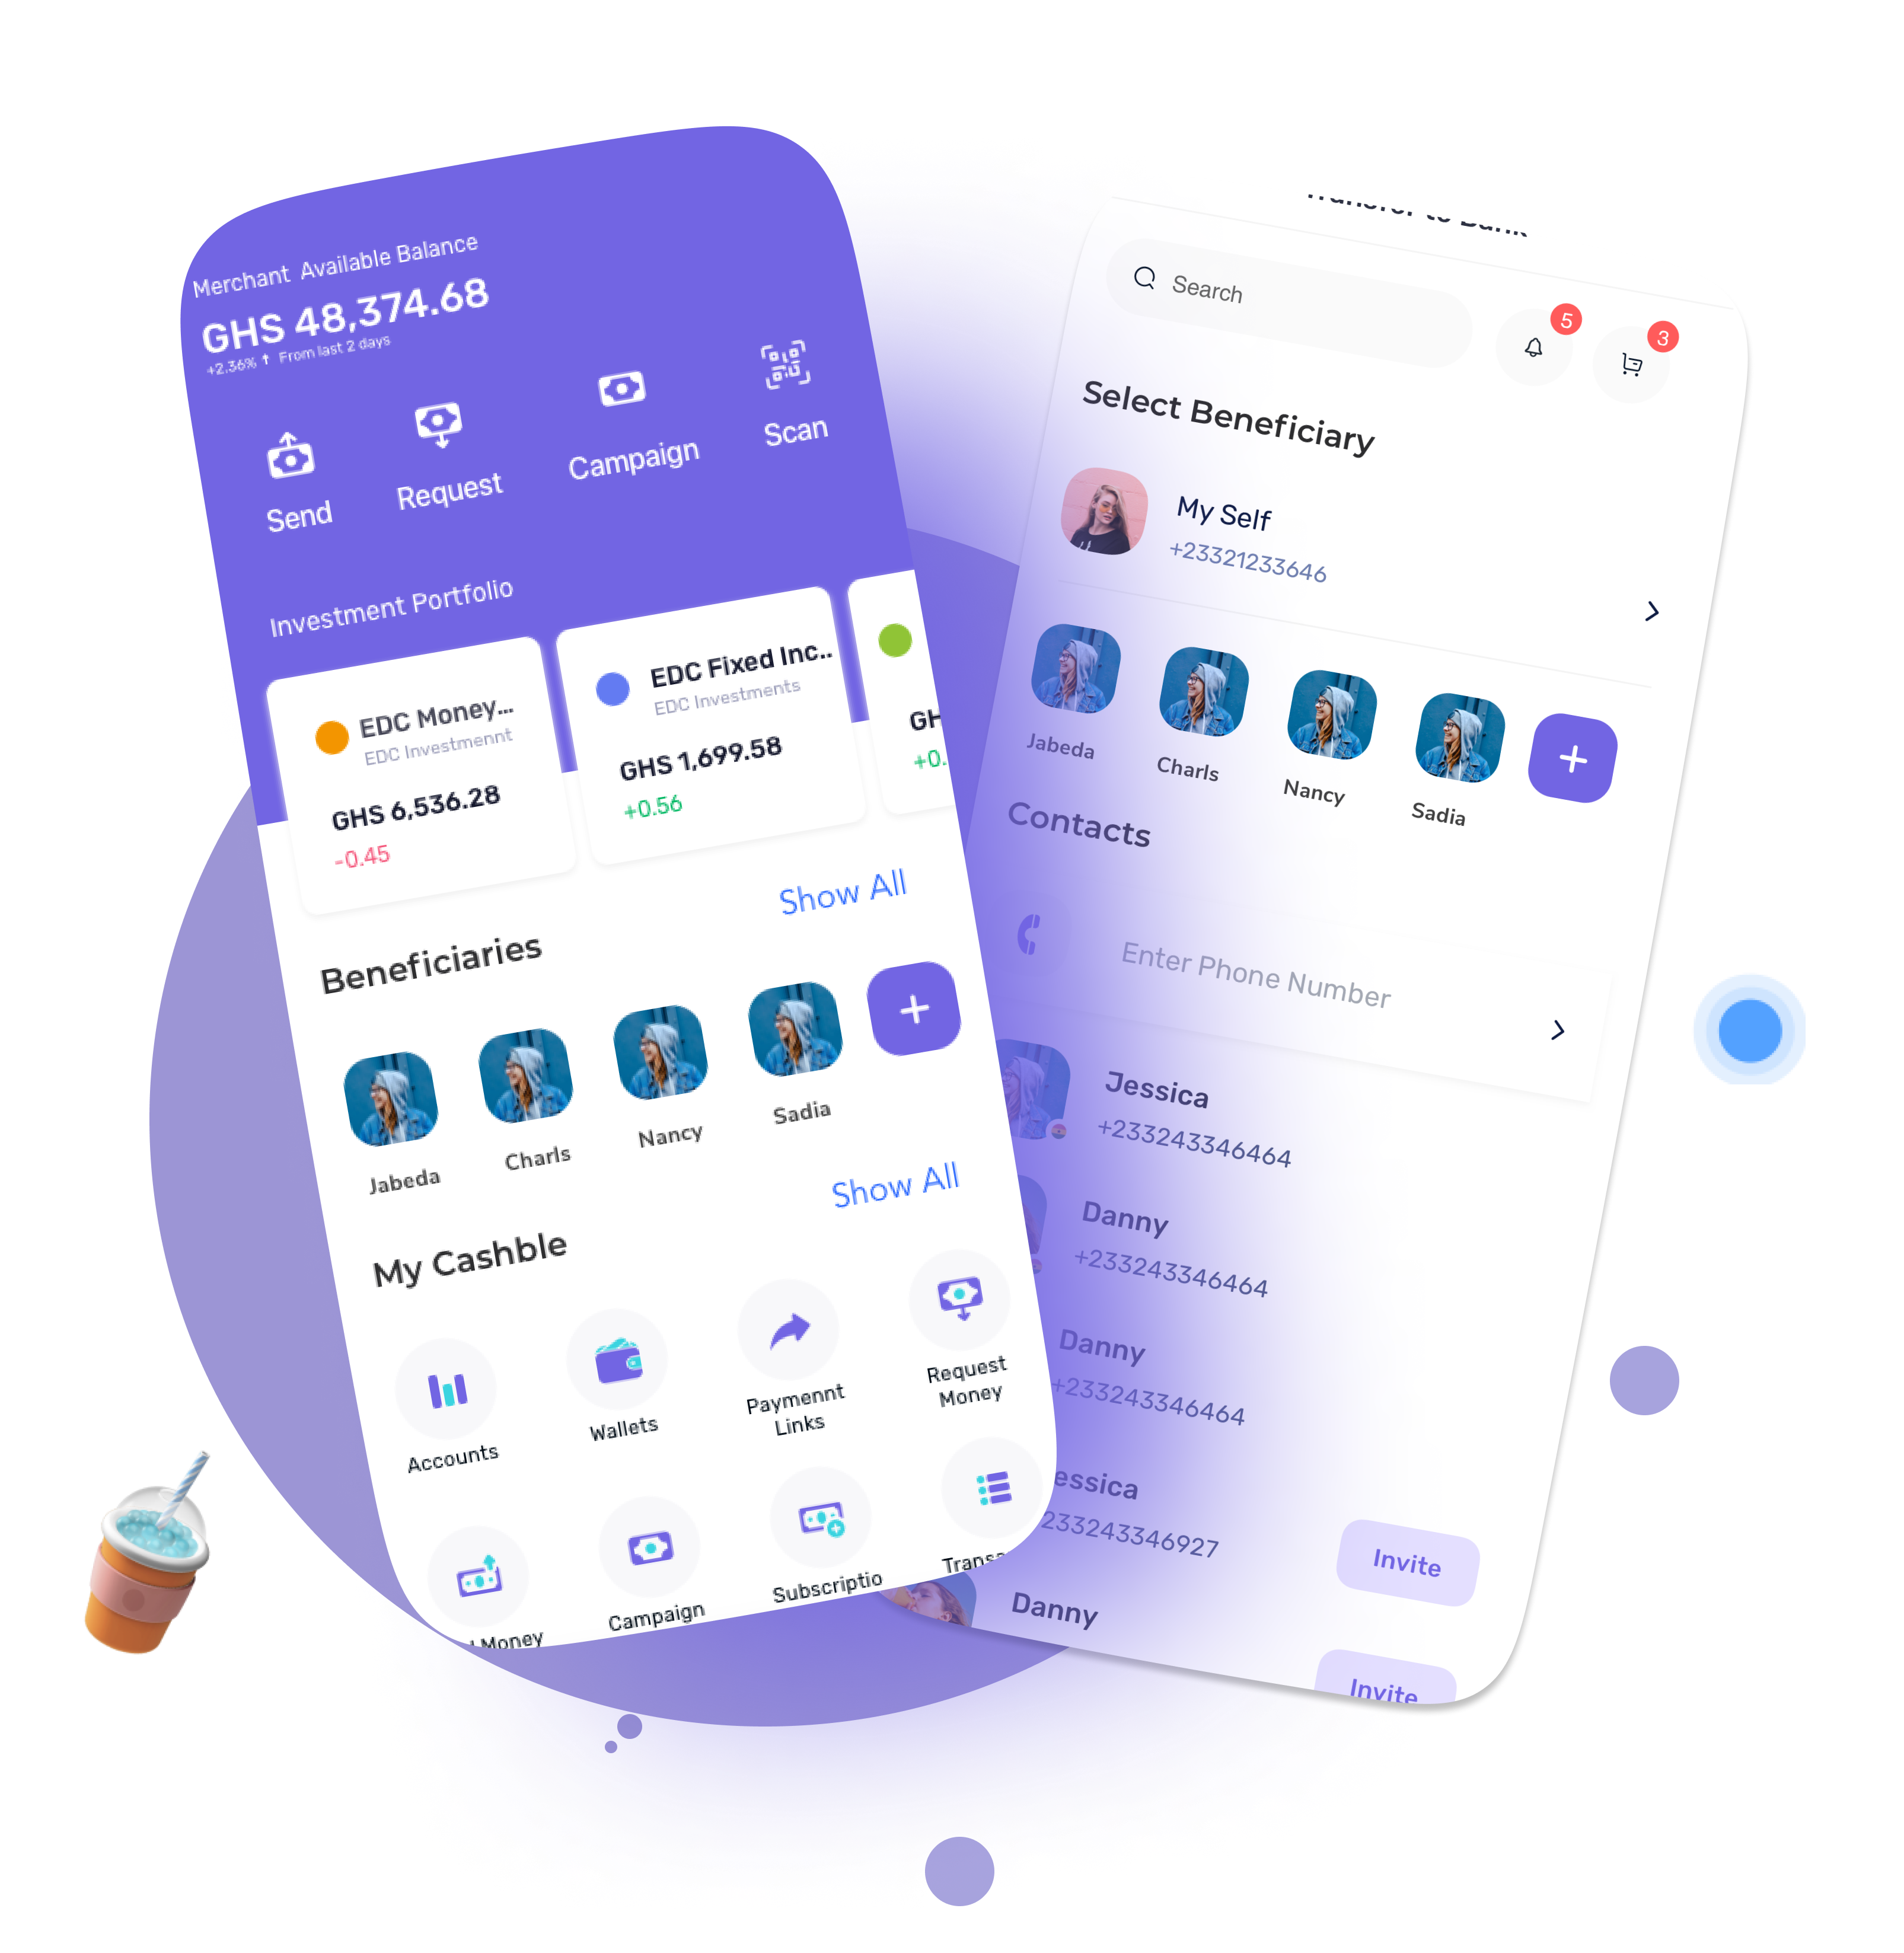 Merchant Available Balance
GHS 48,374.68
+2.36% ↑ From last 2 days
Send
Request
Campaign
Scan
Investment Portfolio
EDC Money...
EDC Investmennt
GHS 6,536.28
-0.45
EDC Fixed Inc..
EDC Investments
GHS 1,699.58
+0.56
GH
+0.
Show All
Beneficiaries
Jabeda
Charls
Nancy
Sadia
Show All
My Cashble
Accounts
Wallets
Paymennt
Links
Request
Money
Money
Campaign
Subscriptio
Transa
Transfer to Bank
Search
5
3
Select Beneficiary
My Self
+23321233646
Jabeda
Charls
Nancy
Sadia
Contacts
Enter Phone Number
Jessica
+233243346464
Danny
+233243346464
Danny
+233243346464
essica
233243346927
Invite
Danny
Invite